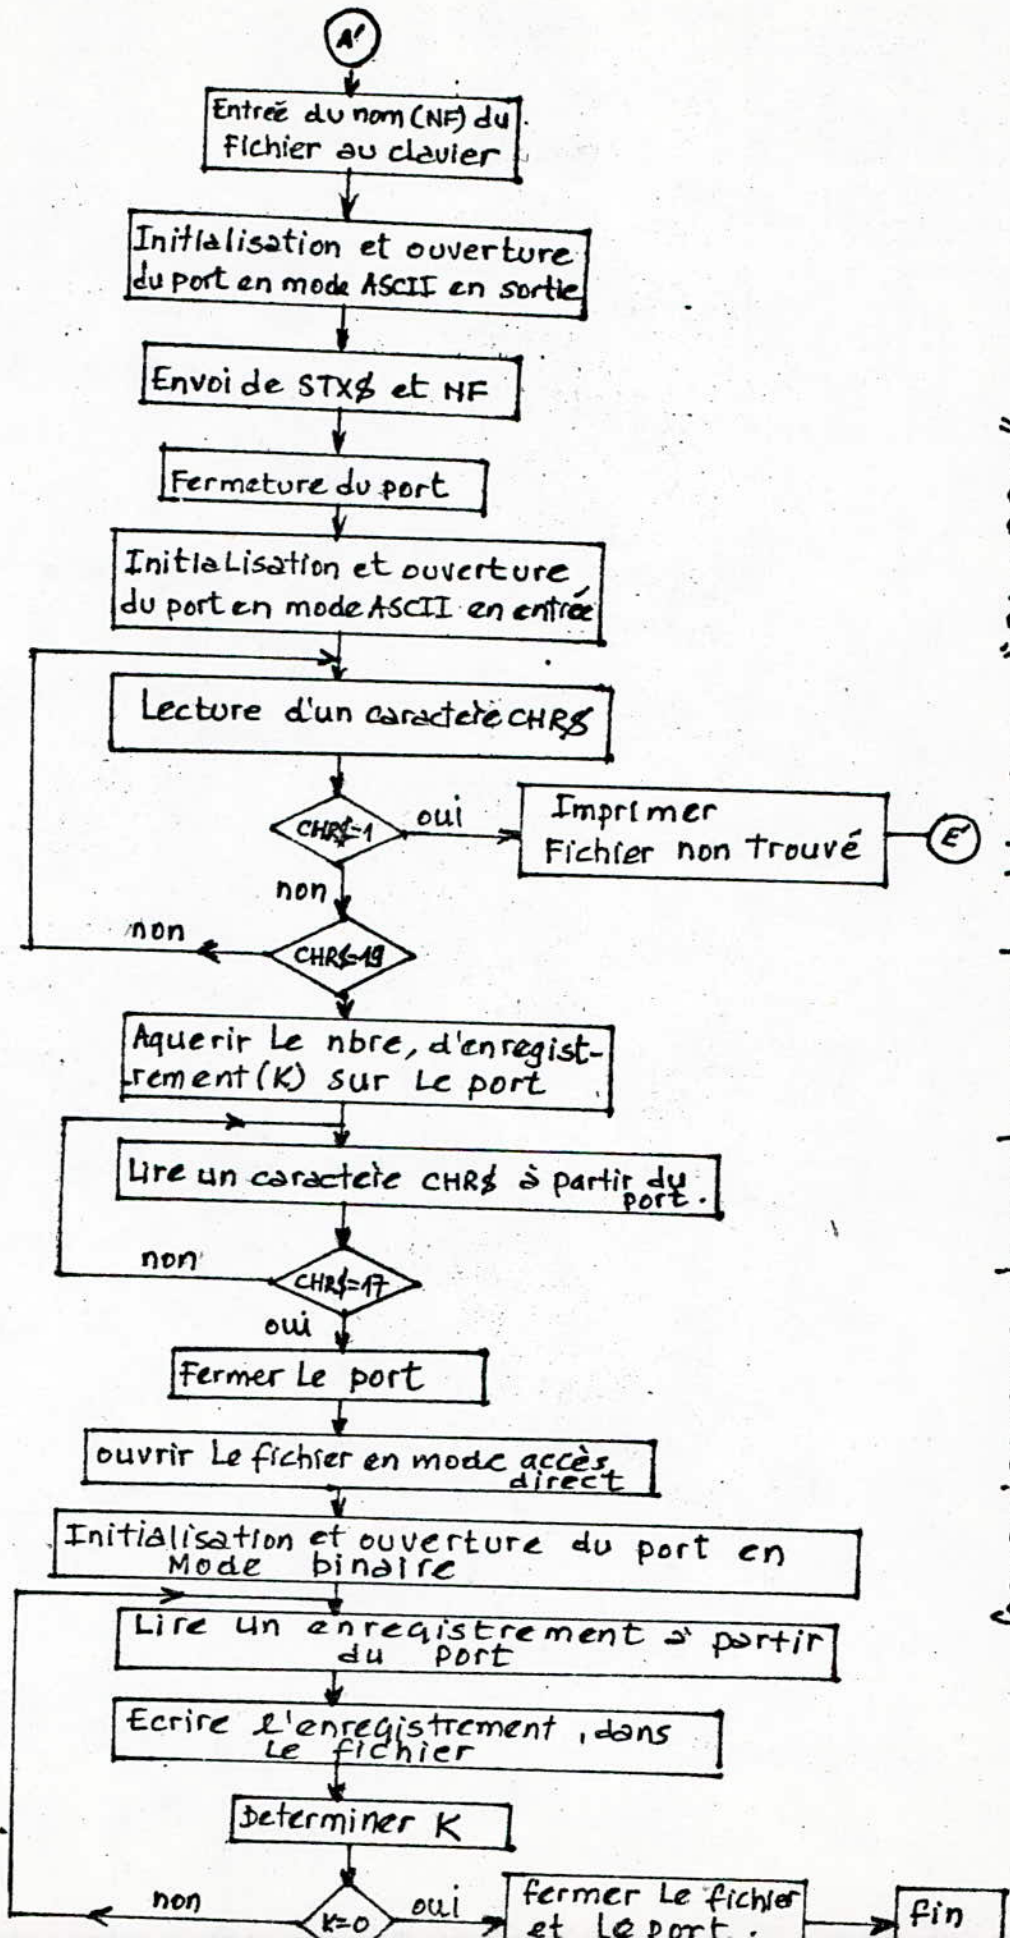 A'
Entreé du nom (NF) du
Fichier au clavier
Initialisation et ouverture
du port en mode ASCII en sortie
Envoi de STX$ et NF
Fermeture du port
Initialisation et ouverture
du port en mode ASCII en entrée
Lecture d'un caractère CHR$
CHR$=1
oui
Imprimer
Fichier non trouvé
E'
non
CHR$=19
non
Aquerir Le nbre, d'enregist-
rement (K) sur Le port
Lire un caractère CHR$ à partir du
port.
non
CHR$=17
oui
Fermer Le port
ouvrir Le fichier en mode accès
direct
Initialisation et ouverture du port en
Mode binaire
Lire un enregistrement à partir
du port
Ecrire l'enregistrement, dans
Le fichier
Determiner K
non
K=0
oui
fermer Le fichier
et Le port.
fin